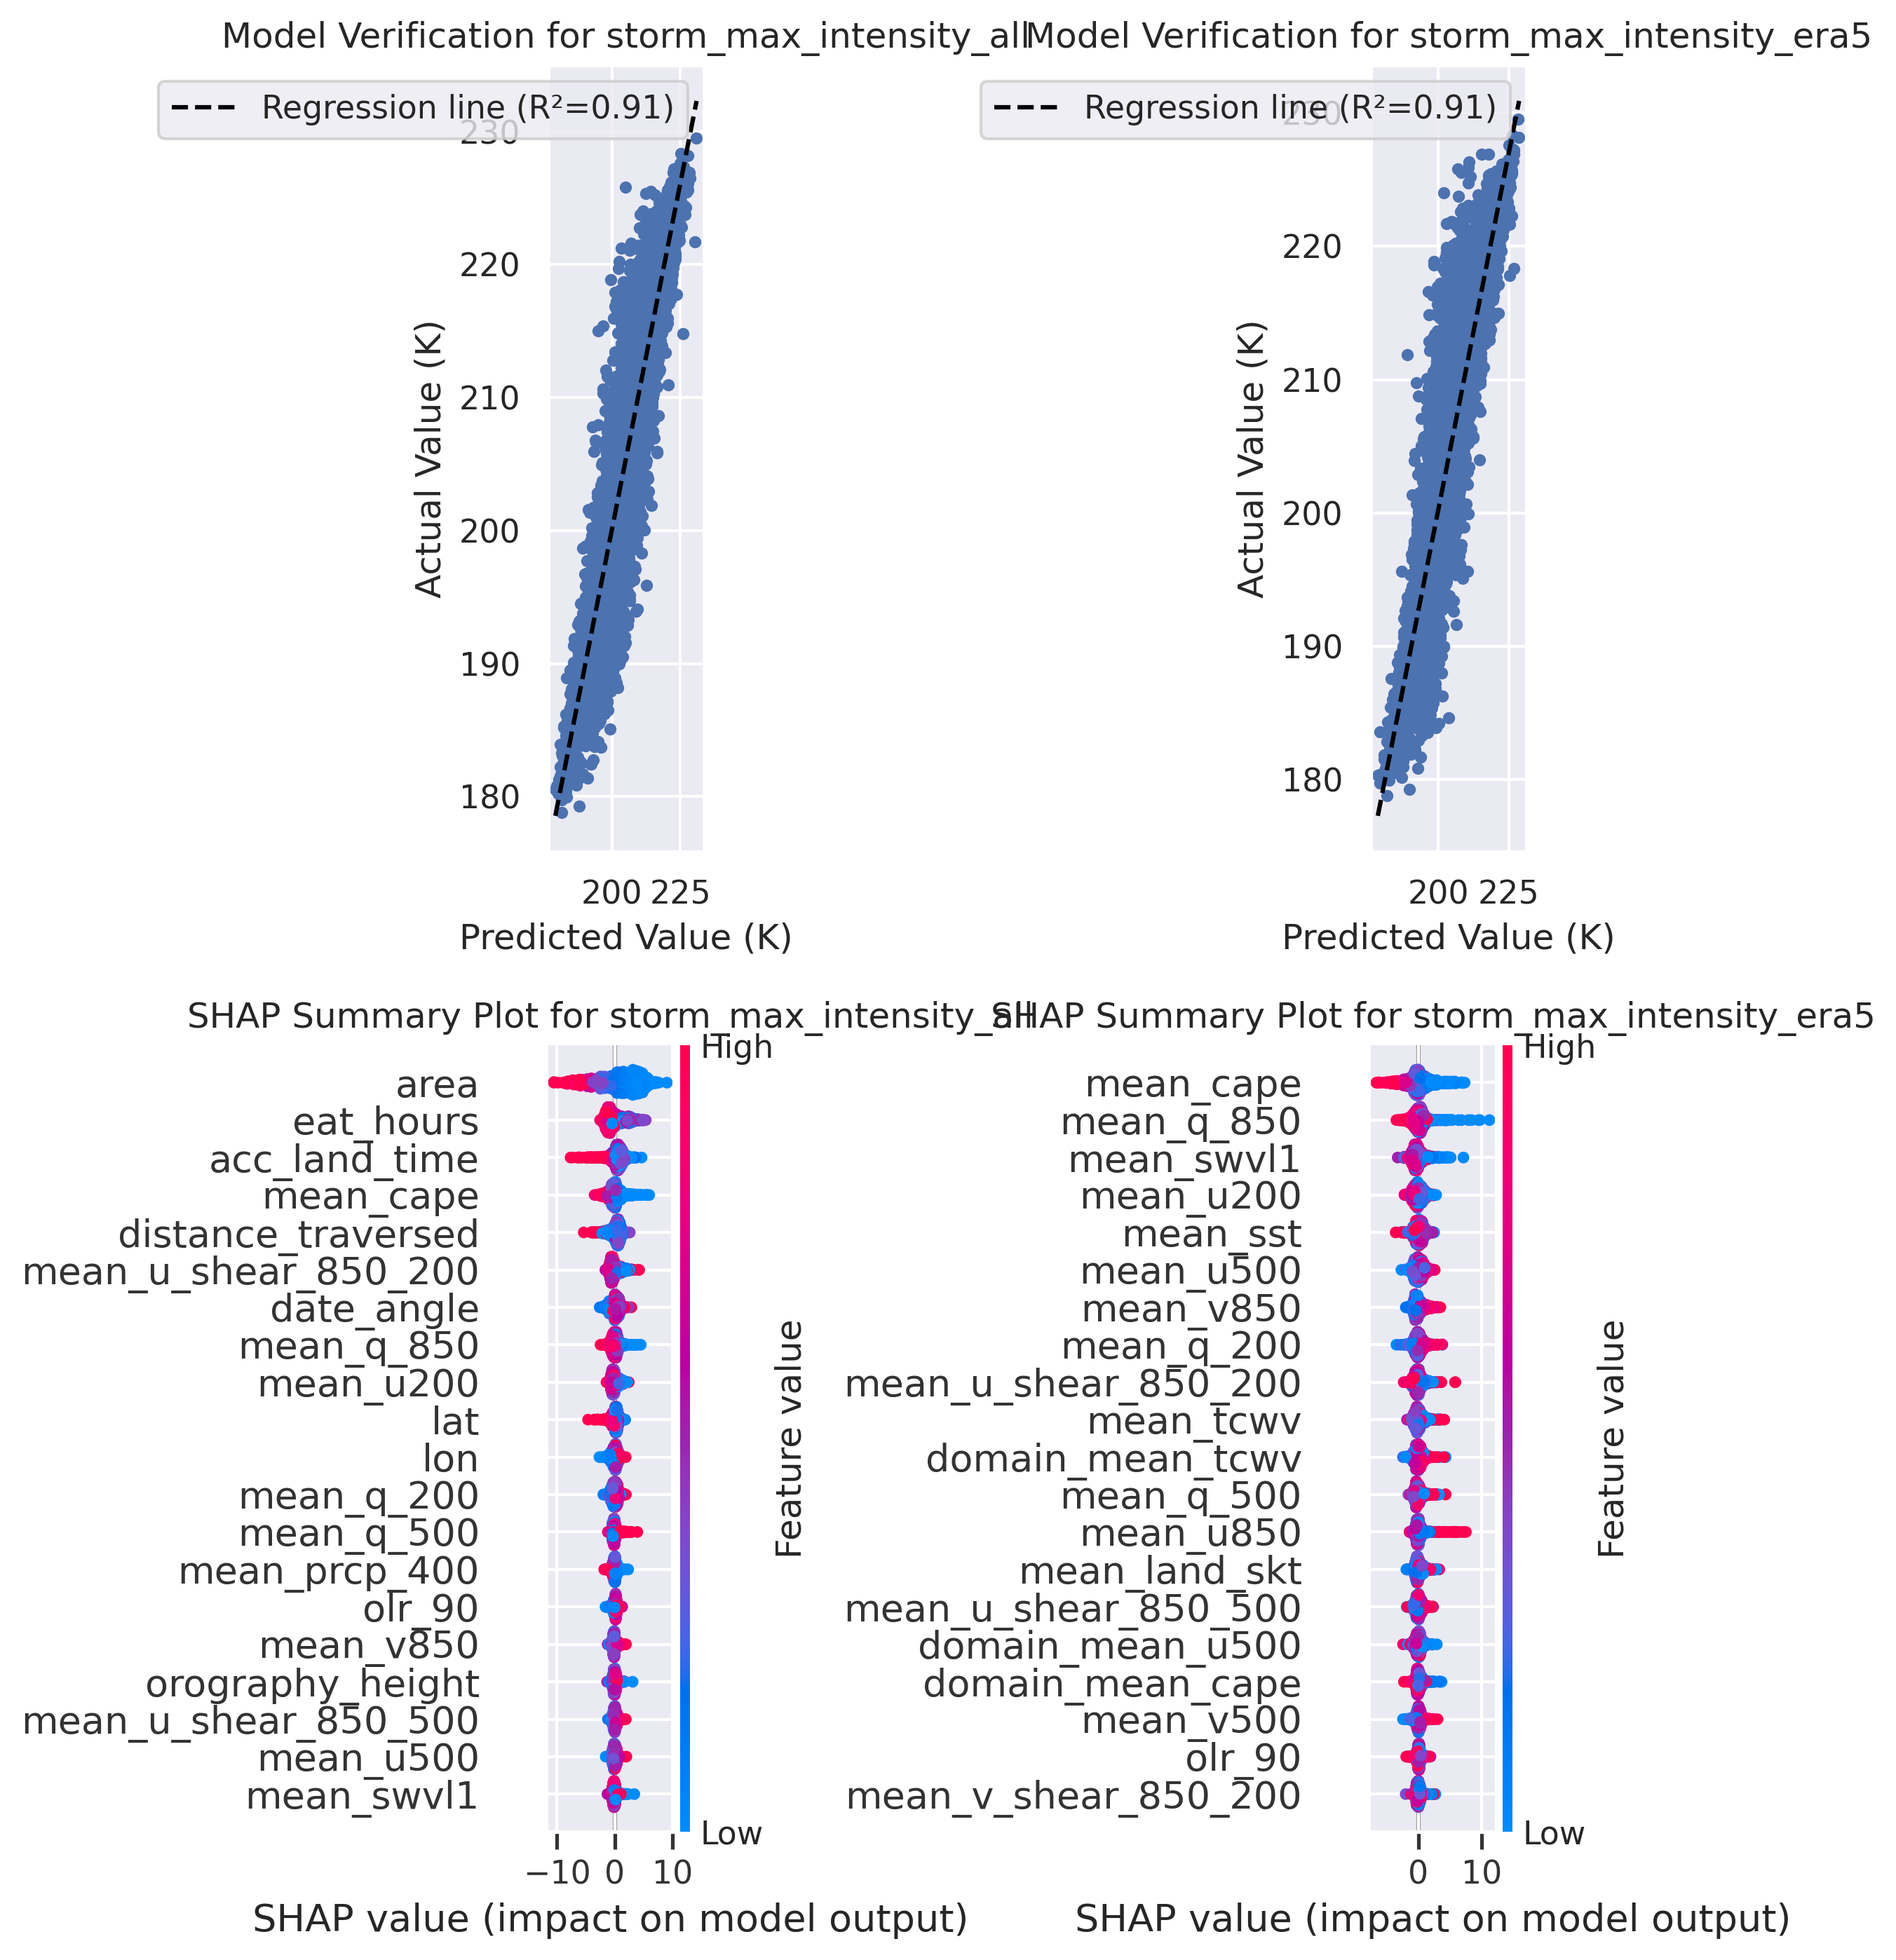 Model Verification for storm_max_intensity_all
Regression line (R²=0.91)
230
220
210
200
190
180
Actual Value (K)
200 225
Predicted Value (K)
Model Verification for storm_max_intensity_era5
Regression line (R²=0.91)
230
220
210
200
190
180
Actual Value (K)
200 225
Predicted Value (K)
SHAP Summary Plot for storm_max_intensity_all
High
area
eat_hours
acc_land_time
mean_cape
distance_traversed
mean_u_shear_850_200
date_angle
mean_q_850
mean_u200
lat
lon
mean_q_200
mean_q_500
mean_prcp_400
olr_90
mean_v850
orography_height
mean_u_shear_850_500
mean_u500
mean_swvl1
Low
Feature value
−10 0 10
SHAP value (impact on model output)
SHAP Summary Plot for storm_max_intensity_era5
High
mean_cape
mean_q_850
mean_swvl1
mean_u200
mean_sst
mean_u500
mean_v850
mean_q_200
mean_u_shear_850_200
mean_tcwv
domain_mean_tcwv
mean_q_500
mean_u850
mean_land_skt
mean_u_shear_850_500
domain_mean_u500
domain_mean_cape
mean_v500
olr_90
mean_v_shear_850_200
Low
Feature value
0 10
SHAP value (impact on model output)